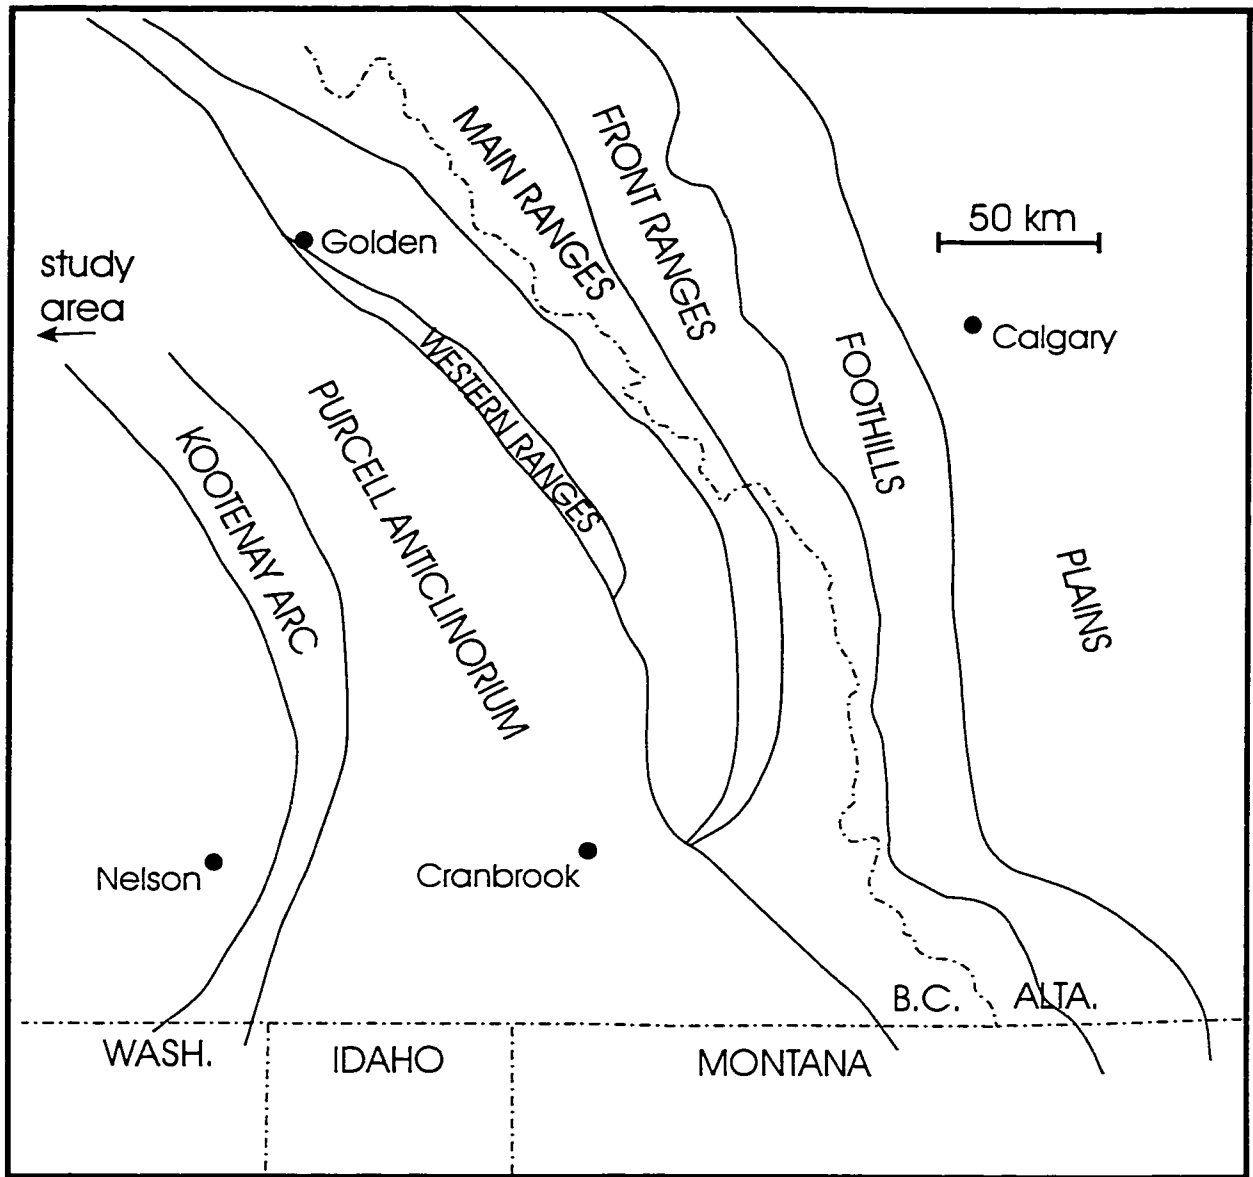 MAIN RANGES
FRONT RANGES
50 km
Golden
study
area
Calgary
WESTERN RANGES
FOOTHILLS
PURCELL ANTICLINORIUM
KOOTENAY ARC
PLAINS
Nelson
Cranbrook
B.C.
ALTA.
WASH.
IDAHO
MONTANA